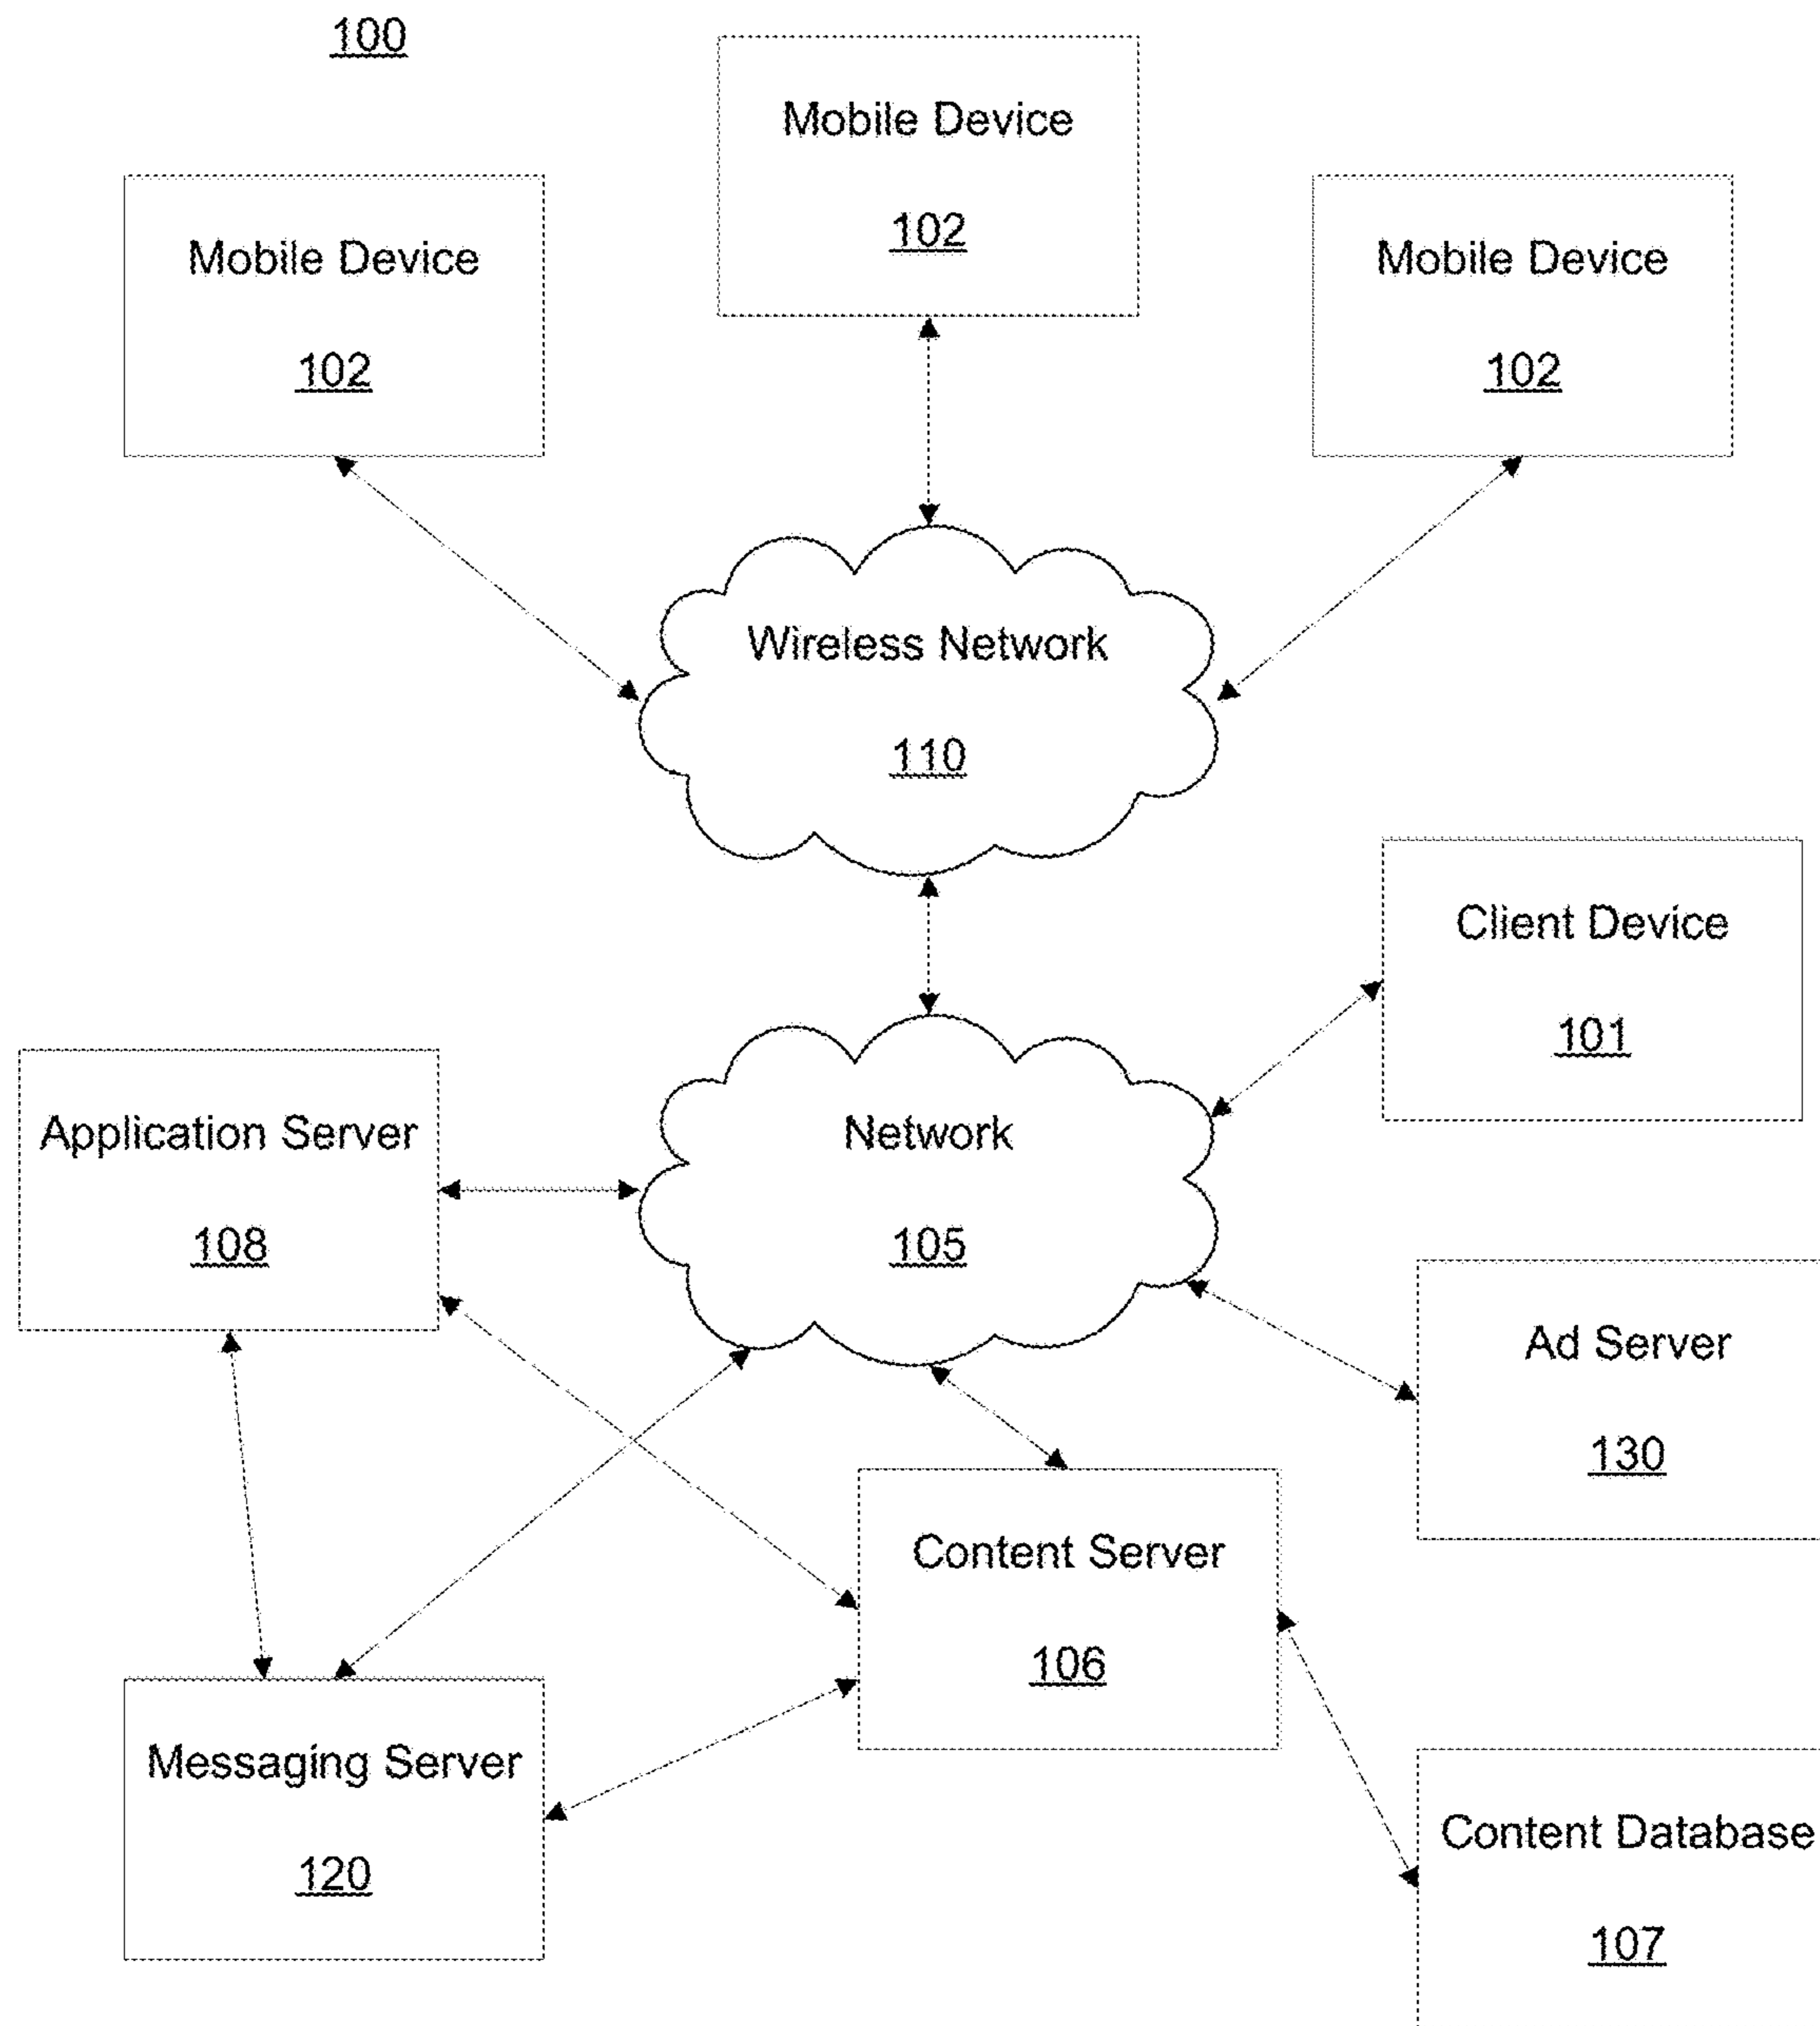 100
Mobile Device
102
Mobile Device
102
Mobile Device
102
Wireless Network
110
Client Device
101
Application Server
108
Network
105
Ad Server
130
Content Server
106
Messaging Server
120
Content Database
107